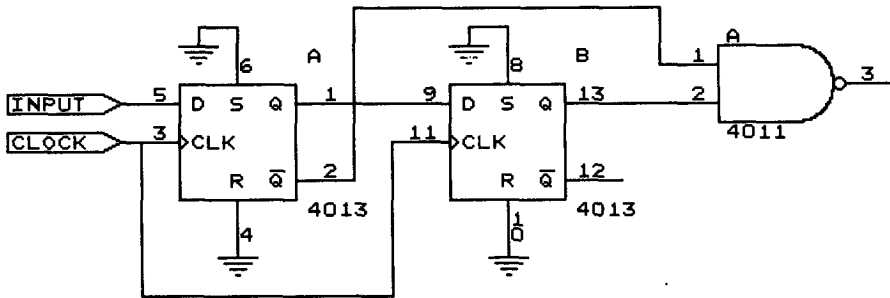 6 A 8 B A
1
INPUT 5 D S Q 1 9 D S Q 13 2 3
CLOCK 3 CLK 11 CLK 4011
R Q̅ 2 R Q̅ 12
4013 4013
4 10